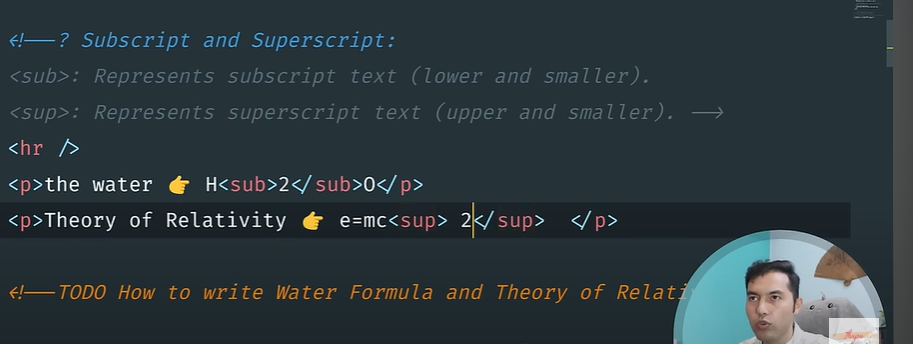 <!--? Subscript and Superscript:
<sub>: Represents subscript text (lower and smaller).
<sup>: Represents superscript text (upper and smaller). -->
<hr />
<p>the water 👉 H<sub>2</sub>O</p>
<p>Theory of Relativity 👉 e=mc<sup> 2</sup>  </p>
<!--TODO How to write Water Formula and Theory of Relati